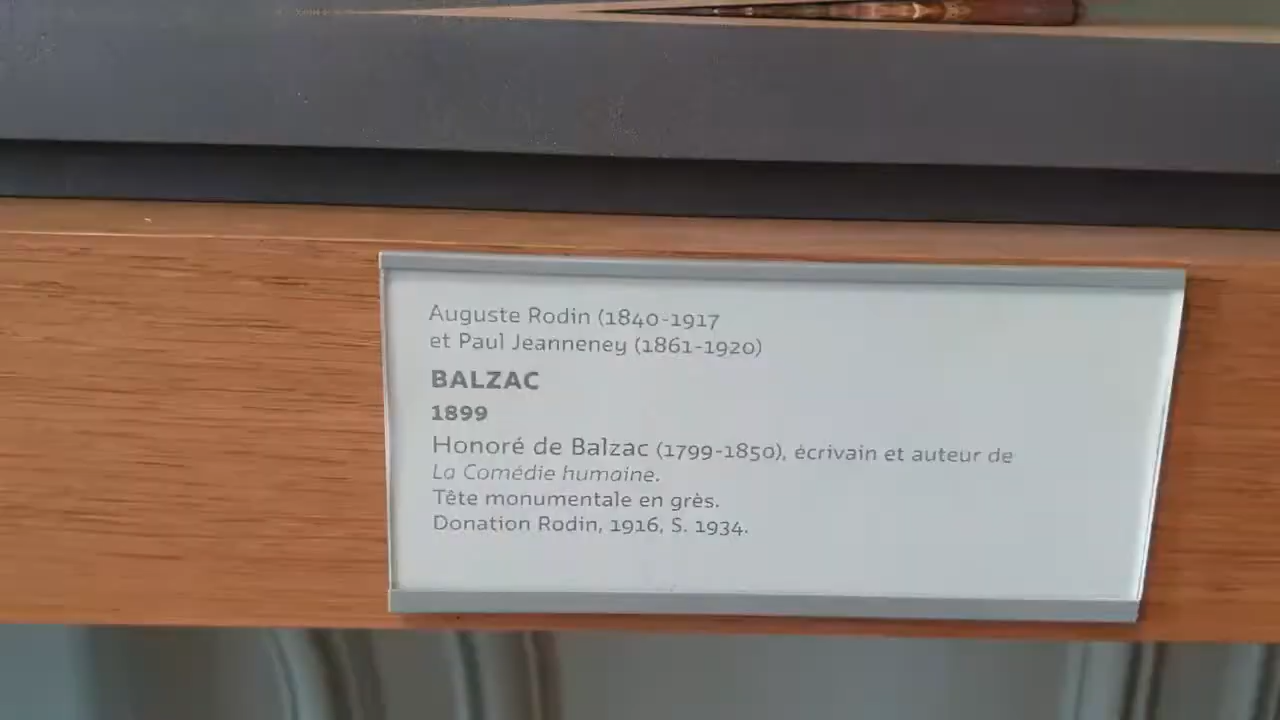 Auguste Rodin (1840-1917
et Paul Jeanneney (1861-1920)
BALZAC
1899
Honoré de Balzac (1799-1850), écrivain et auteur de
La Comédie humaine.
Tête monumentale en grès.
Donation Rodin, 1916, S. 1934.